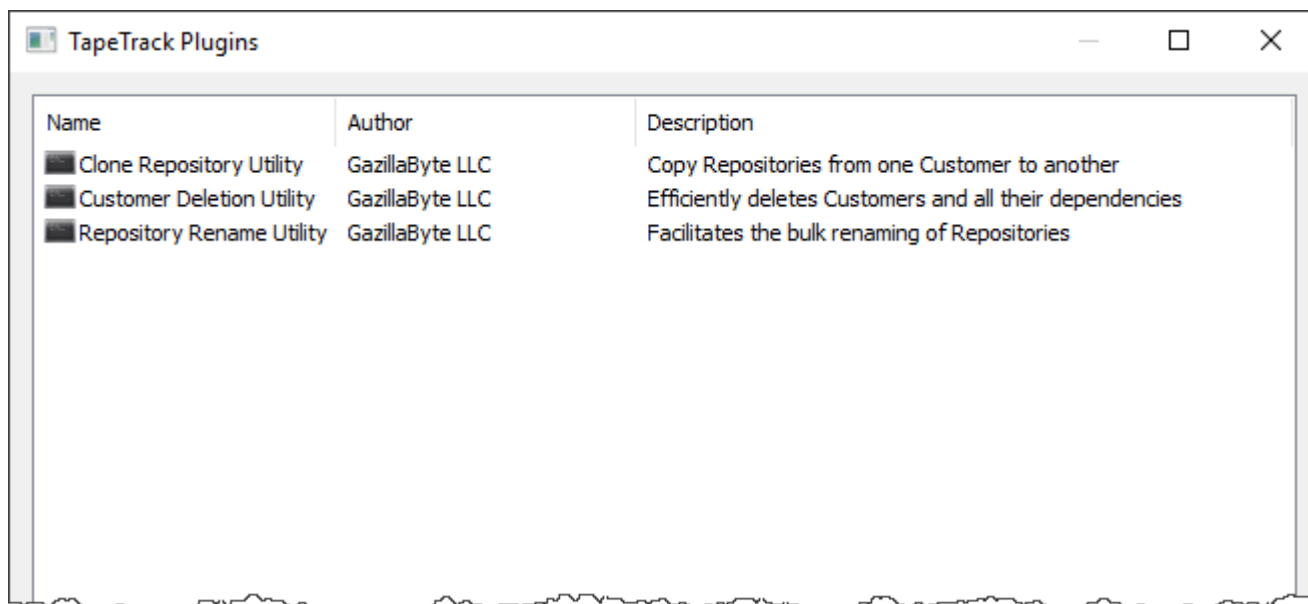 TapeTrack Plugins
Name Author Description
Clone Repository Utility GazillaByte LLC Copy Repositories from one Customer to another
Customer Deletion Utility GazillaByte LLC Efficiently deletes Customers and all their dependencies
Repository Rename Utility GazillaByte LLC Facilitates the bulk renaming of Repositories